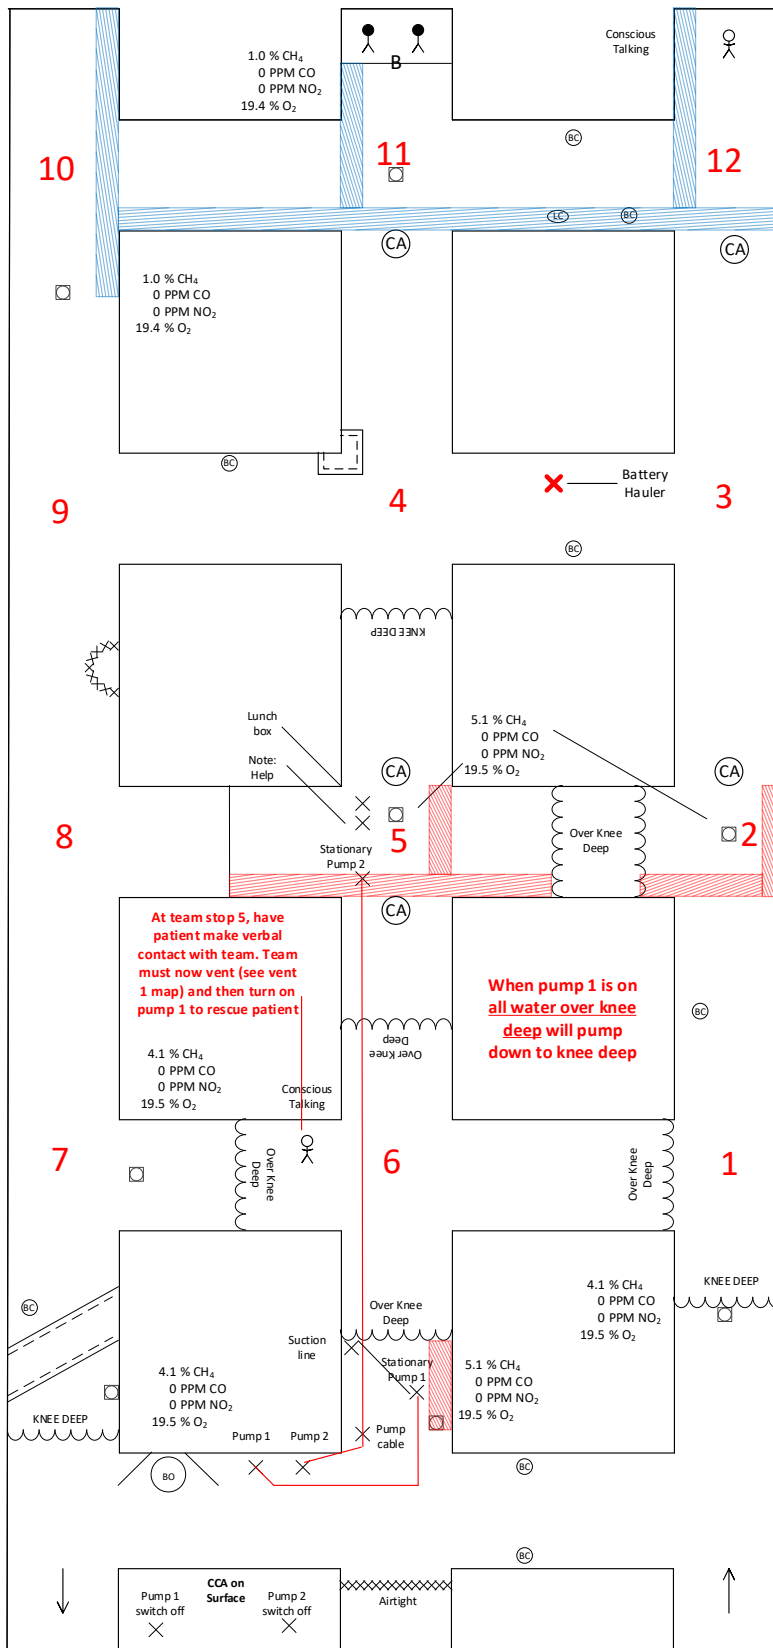 Conscious
Talking
1.0 % CH₄
0 PPM CO
0 PPM NO₂
19.4 % O₂
B
BC
10
11
12
LC
BC
CA
CA
1.0 % CH₄
0 PPM CO
0 PPM NO₂
19.4 % O₂
BC
Battery
Hauler
9
4
3
BC
KNEE DEEP
Lunch
box
Note:
Help
5.1 % CH₄
0 PPM CO
0 PPM NO₂
19.5 % O₂
CA
CA
8
5
2
Over Knee
Deep
Stationary
Pump 2
CA
At team stop 5, have
patient make verbal
contact with team. Team
must now vent (see vent
1 map) and then turn on
pump 1 to rescue patient
When pump 1 is on
all water over knee
deep will pump
down to knee deep
BC
Over Knee
Deep
4.1 % CH₄
0 PPM CO
0 PPM NO₂
19.5 % O₂
Conscious
Talking
7
Over Knee
Deep
6
Over Knee
Deep
1
BC
4.1 % CH₄
0 PPM CO
0 PPM NO₂
19.5 % O₂
KNEE DEEP
Over Knee
Deep
Suction
line
Stationary
Pump 1
4.1 % CH₄
0 PPM CO
0 PPM NO₂
19.5 % O₂
5.1 % CH₄
0 PPM CO
0 PPM NO₂
19.5 % O₂
KNEE DEEP
Pump 1
Pump 2
Pump
cable
BO
BC
BC
CCA on
Surface
Pump 1
switch off
Pump 2
switch off
Airtight